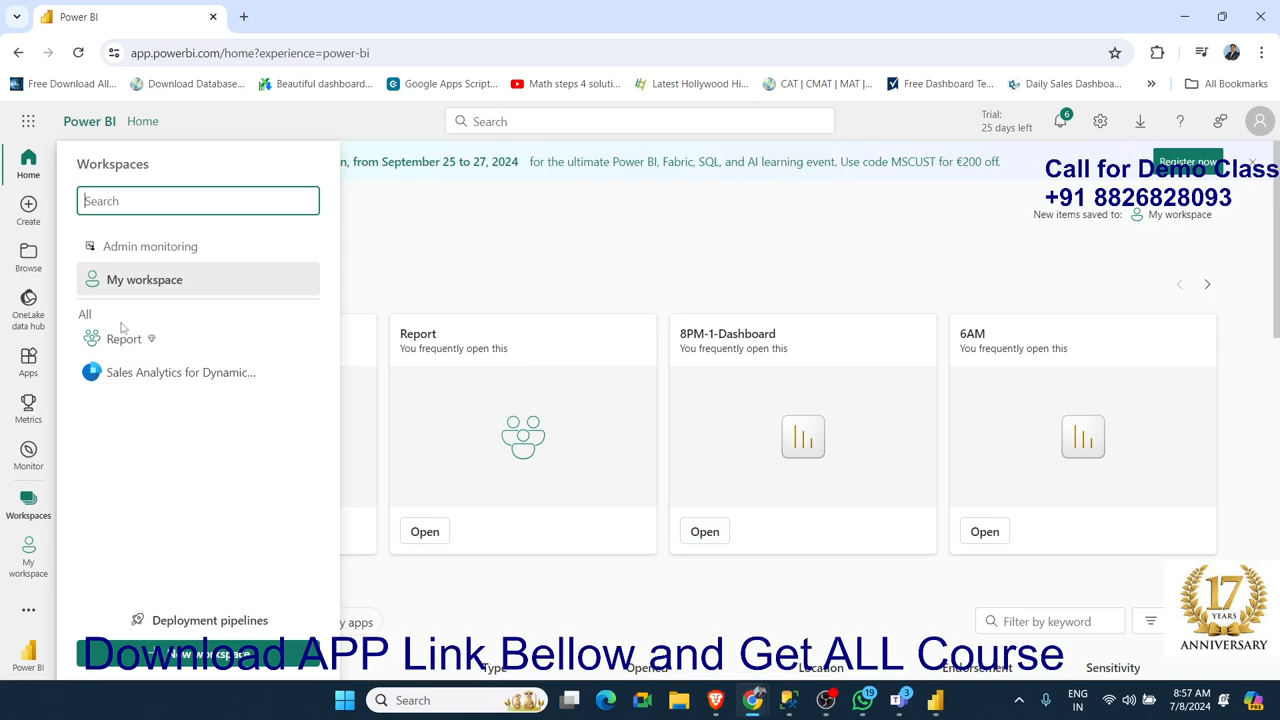 Power BI
app.powerbi.com/home?experience=power-bi
Free Download All...
Download Database...
Beautiful dashboard...
Google Apps Script...
Math steps 4 soluti...
Latest Hollywood Hi...
CAT | CMAT | MAT |...
Free Dashboard Te...
Daily Sales Dashboa...
All Bookmarks
Power BI Home
Search
Trial:
25 days left
6
Workspaces
Search
Admin monitoring
My workspace
All
Report
Sales Analytics for Dynamic...
Deployment pipelines
Home
Create
Browse
OneLake
data hub
Apps
Metrics
Monitor
Workspaces
My
workspace
Power BI
n, from September 25 to 27, 2024 for the ultimate Power BI, Fabric, SQL, and AI learning event. Use code MSCUST for €200 off.
Register now
Call for Demo Class
+91 8826828093
New items saved to: My workspace
Report
You frequently open this
Open
8PM-1-Dashboard
You frequently open this
Open
6AM
You frequently open this
Open
y apps
Filter by keyword
Download APP Link Bellow and Get ALL Course
Type
Opened
Location
Endorsement
Sensitivity
17
YEARS
ANNIVERSARY
Search
19
3
ENG
IN
8:57 AM
7/8/2024